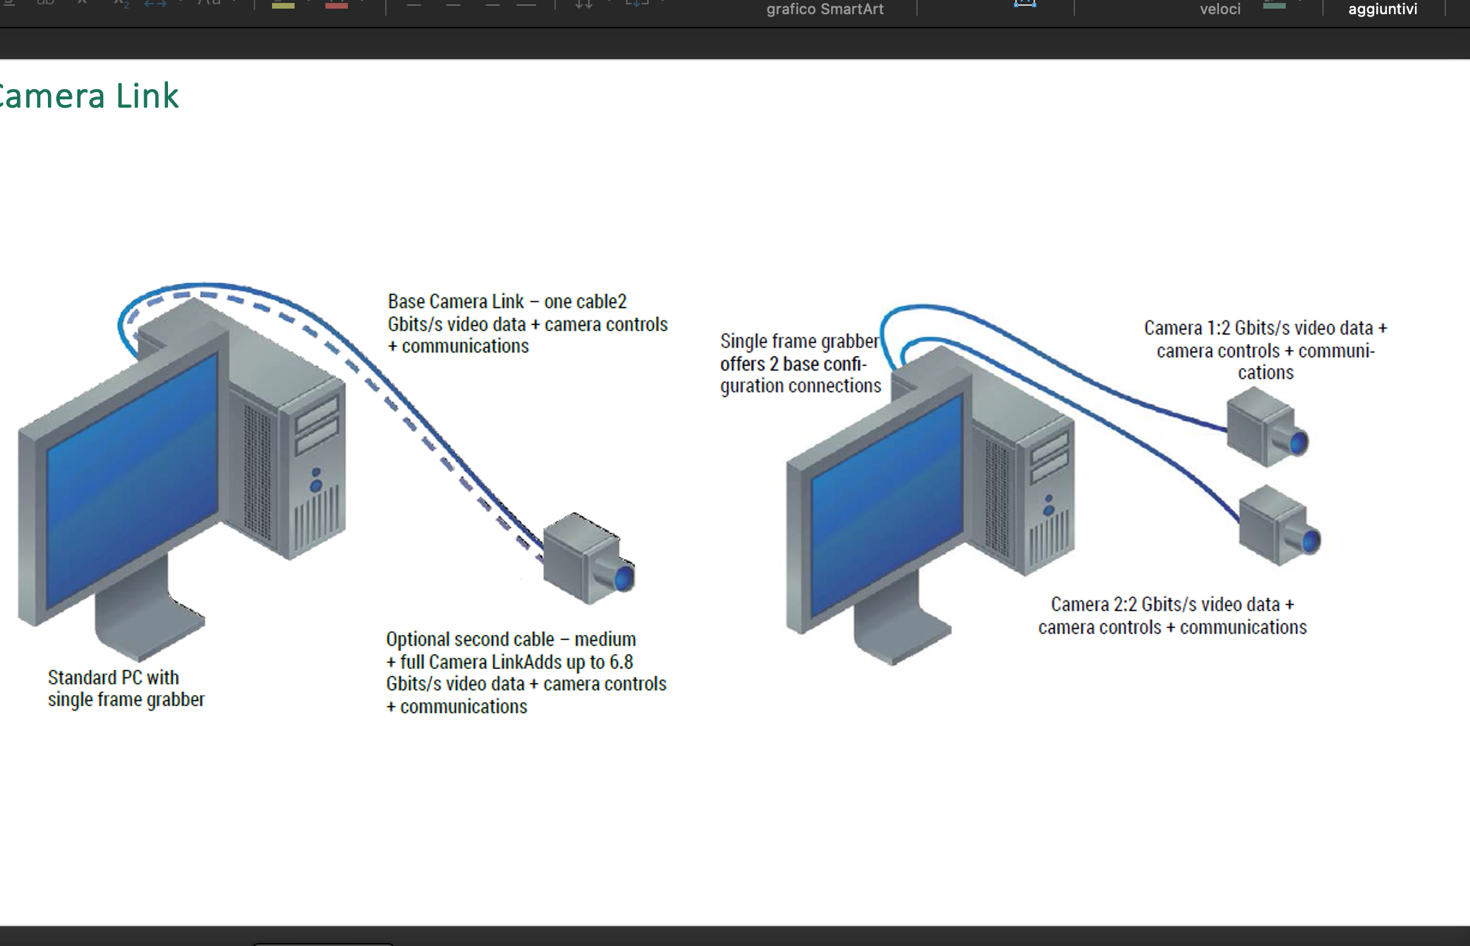 grafico SmartArt
veloci
aggiuntivi
Camera Link
Base Camera Link – one cable2
Gbits/s video data + camera controls
+ communications
Optional second cable – medium
+ full Camera LinkAdds up to 6.8
Gbits/s video data + camera controls
+ communications
Standard PC with
single frame grabber
Single frame grabber
offers 2 base confi-
guration connections
Camera 1:2 Gbits/s video data +
camera controls + communi-
cations
Camera 2:2 Gbits/s video data +
camera controls + communications